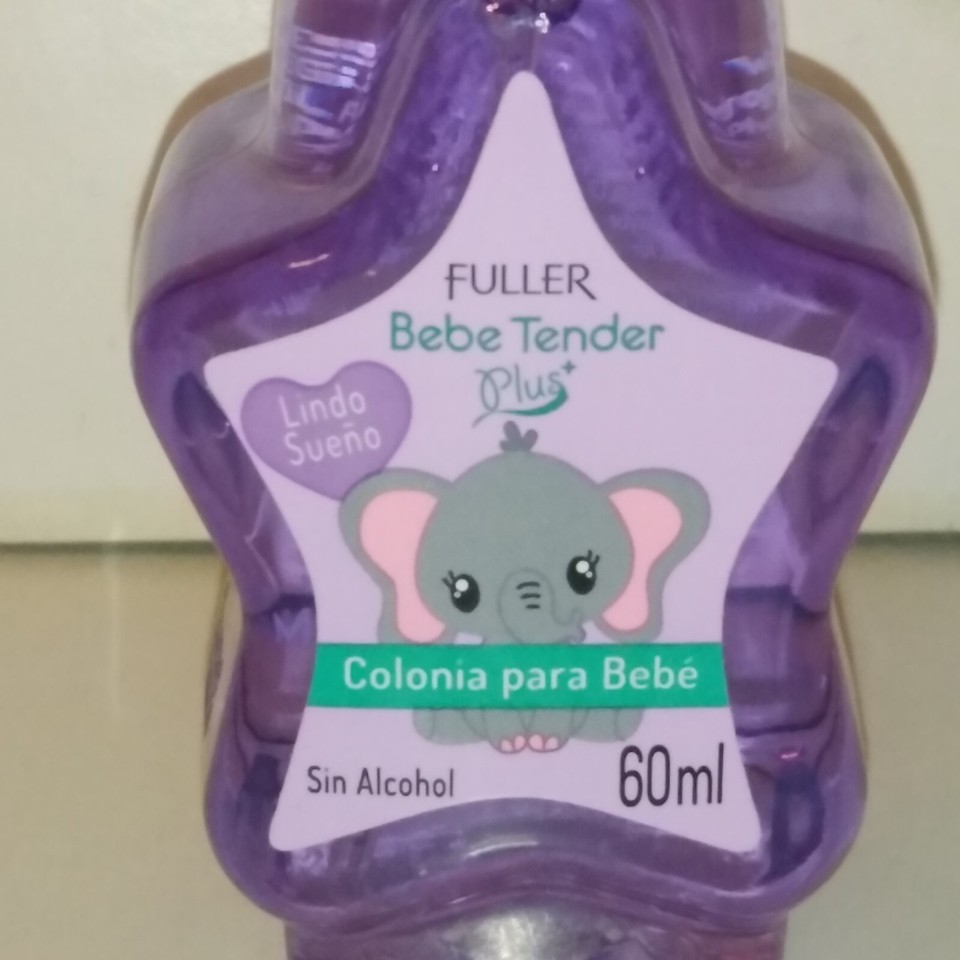 FULLER
Bebe Tender
Plus+
Lindo
Sueño
Colonia para Bebé
Sin Alcohol
60ml